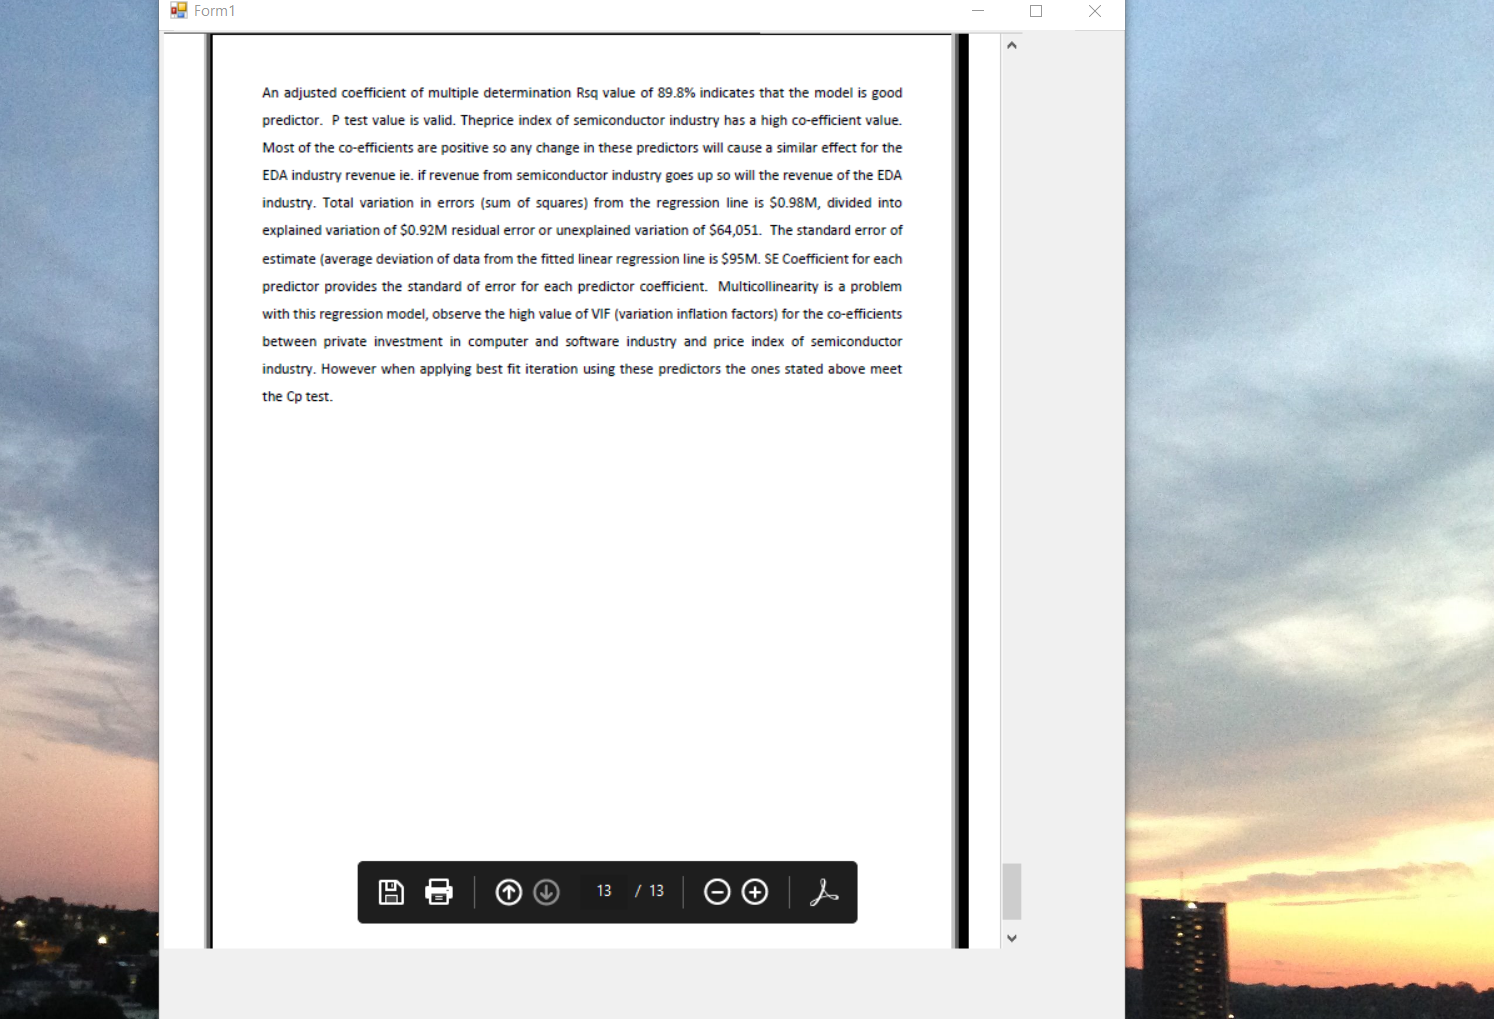 Form1
An adjusted coefficient of multiple determination Rsq value of 89.8% indicates that the model is good
predictor. P test value is valid. Theprice index of semiconductor industry has a high co-efficient value.
Most of the co-efficients are positive so any change in these predictors will cause a similar effect for the
EDA industry revenue ie. if revenue from semiconductor industry goes up so will the revenue of the EDA
industry. Total variation in errors (sum of squares) from the regression line is $0.98M, divided into
explained variation of $0.92M residual error or unexplained variation of $64,051. The standard error of
estimate (average deviation of data from the fitted linear regression line is $95M. SE Coefficient for each
predictor provides the standard of error for each predictor coefficient. Multicollinearity is a problem
with this regression model, observe the high value of VIF (variation inflation factors) for the co-efficients
between private investment in computer and software industry and price index of semiconductor
industry. However when applying best fit iteration using these predictors the ones stated above meet
the Cp test.
13 / 13